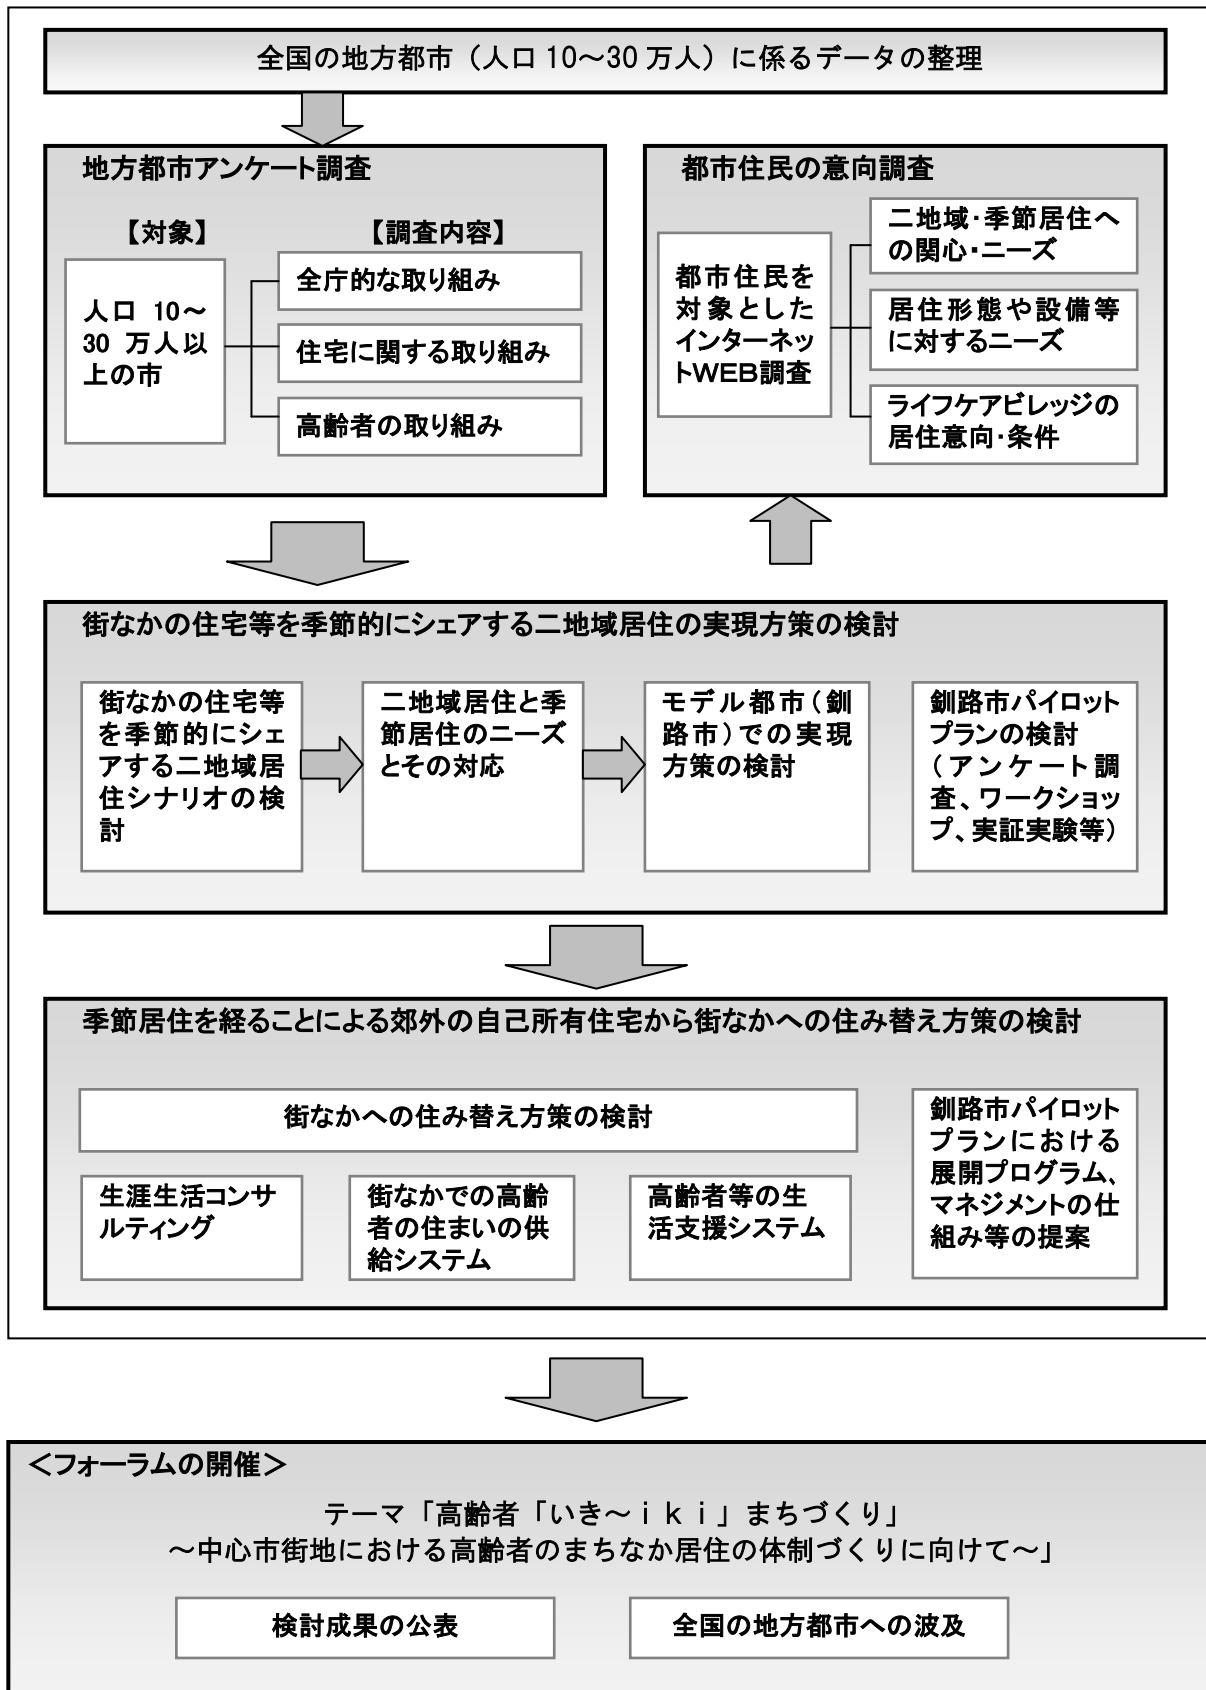 全国の地方都市（人口10～30万人）に係るデータの整理
地方都市アンケート調査
【対象】
【調査内容】
人口 10～
30 万人以
上の市
全庁的な取り組み
住宅に関する取り組み
高齢者の取り組み
都市住民の意向調査
都市住民を
対象とした
インターネッ
トWEB調査
二地域・季節居住へ
の関心・ニーズ
居住形態や設備等
に対するニーズ
ライフケアビレッジの
居住意向・条件
街なかの住宅等を季節的にシェアする二地域居住の実現方策の検討
街なかの住宅等
を季節的にシェ
アする二地域居
住シナリオの検
討
二地域居住と季
節居住のニーズ
とその対応
モデル都市（釧
路市）での実現
方策の検討
釧路市パイロット
プランの検討
（アンケート調
査、ワークショッ
プ、実証実験等）
季節居住を経ることによる郊外の自己所有住宅から街なかへの住み替え方策の検討
街なかへの住み替え方策の検討
生涯生活コンサ
ルティング
街なかでの高齢
者の住まいの供
給システム
高齢者等の生
活支援システム
釧路市パイロット
プランにおける
展開プログラム、
マネジメントの仕
組み等の提案
＜フォーラムの開催＞
テーマ「高齢者「いき～ｉｋｉ」まちづくり」
～中心市街地における高齢者のまちなか居住の体制づくりに向けて～」
検討成果の公表
全国の地方都市への波及